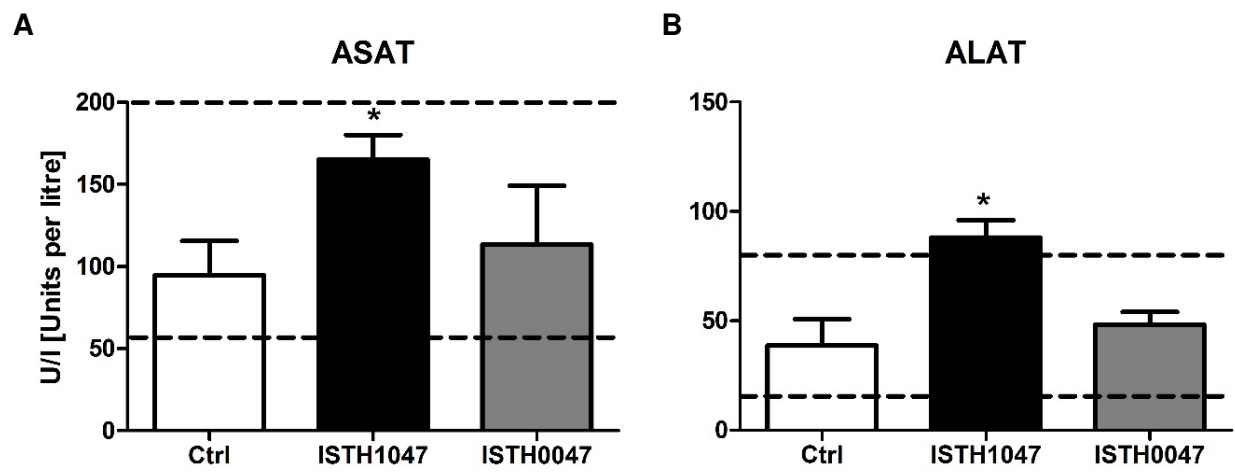 A
ASAT
U/l [Units per litre]
200
150
100
50
0
*
Ctrl
ISTH1047
ISTH0047
B
ALAT
150
100
50
0
*
Ctrl
ISTH1047
ISTH0047